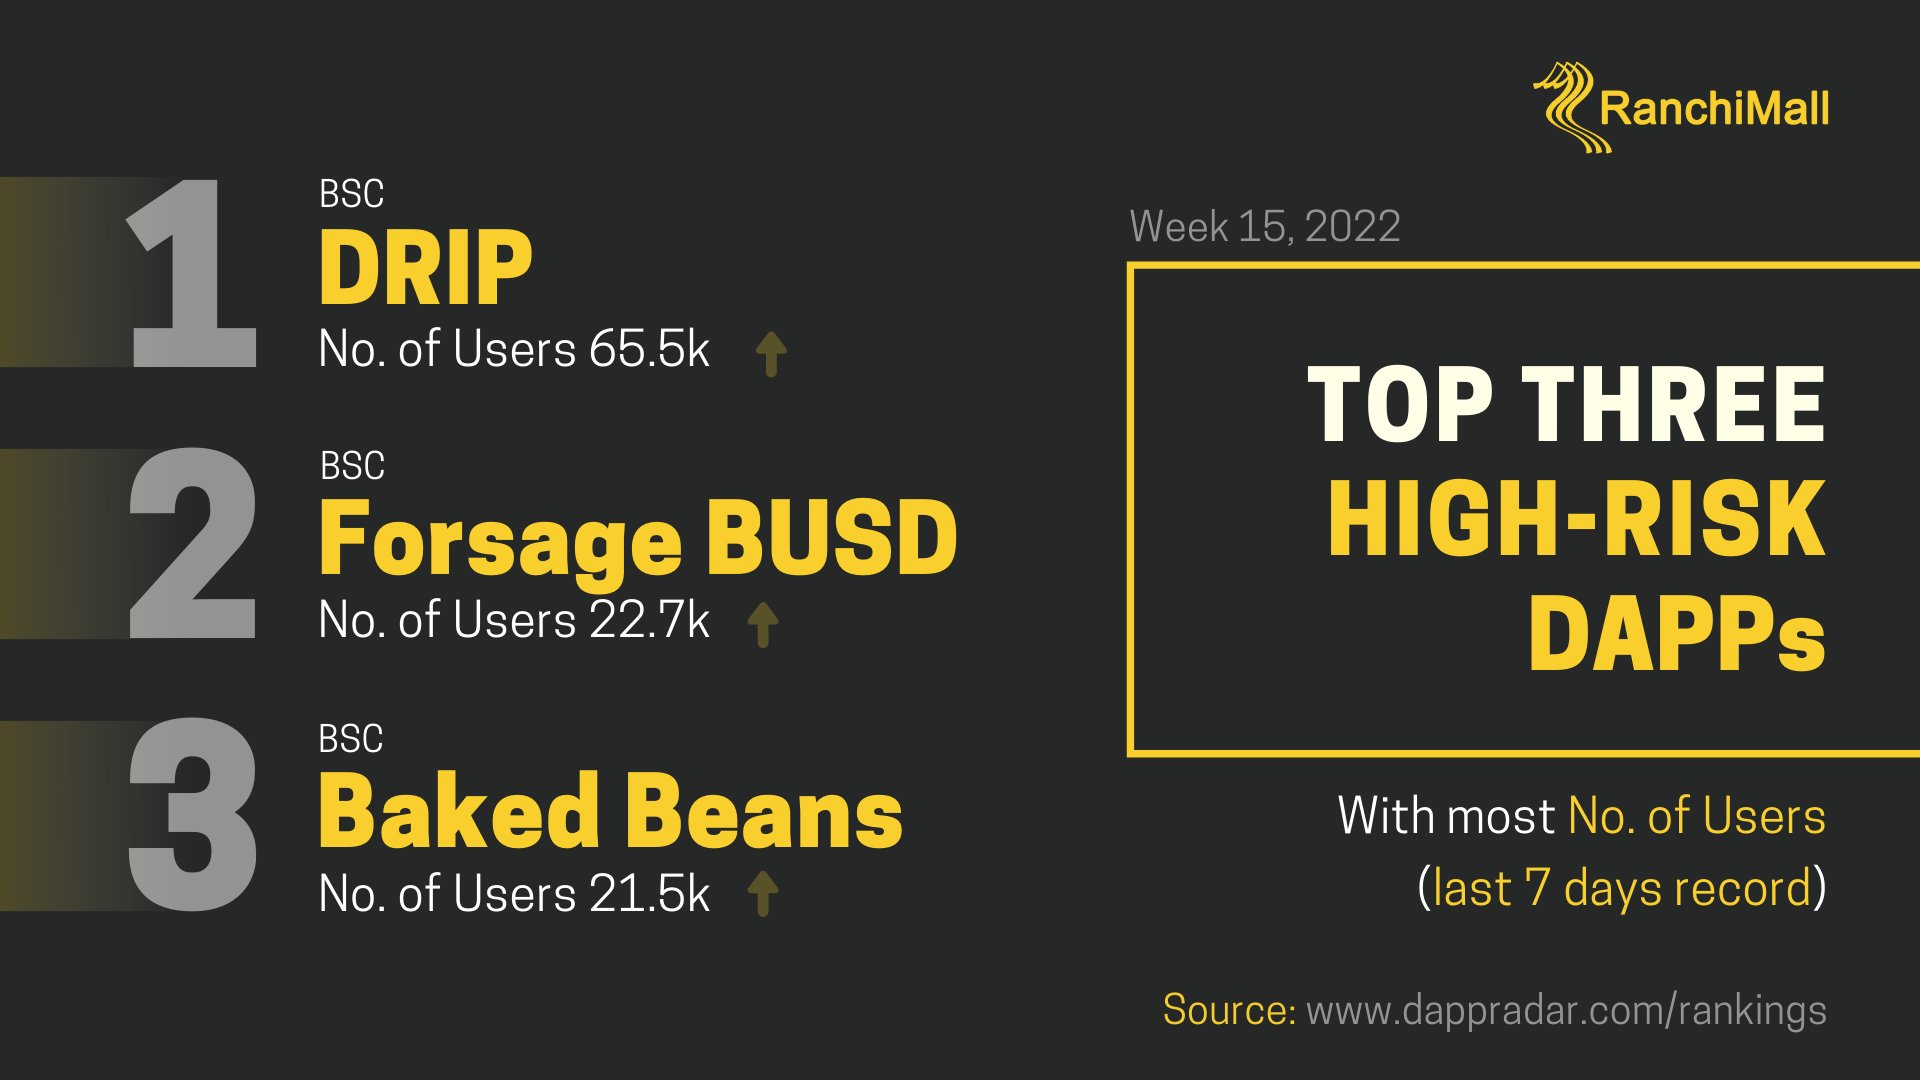 RanchiMall
1
BSC
DRIP
No. of Users 65.5k
2
BSC
Forsage BUSD
No. of Users 22.7k
3
BSC
Baked Beans
No. of Users 21.5k
Week 15, 2022
TOP THREE
HIGH-RISK
DAPPs
With most No. of Users
(last 7 days record)
Source: www.dappradar.com/rankings